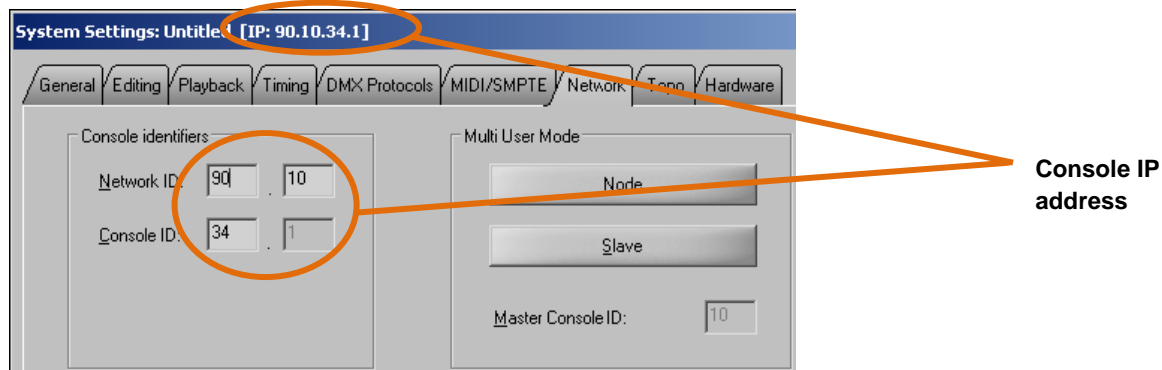 System Settings: Untitled [IP: 90.10.34.1]
General Editing Playback Timing DMX Protocols MIDI/SMPTE Network Topo Hardware
Console identifiers
Network ID: 90 . 10
Console ID: 34 . 1
Multi User Mode
Node
Slave
Master Console ID: 10
Console IP
address